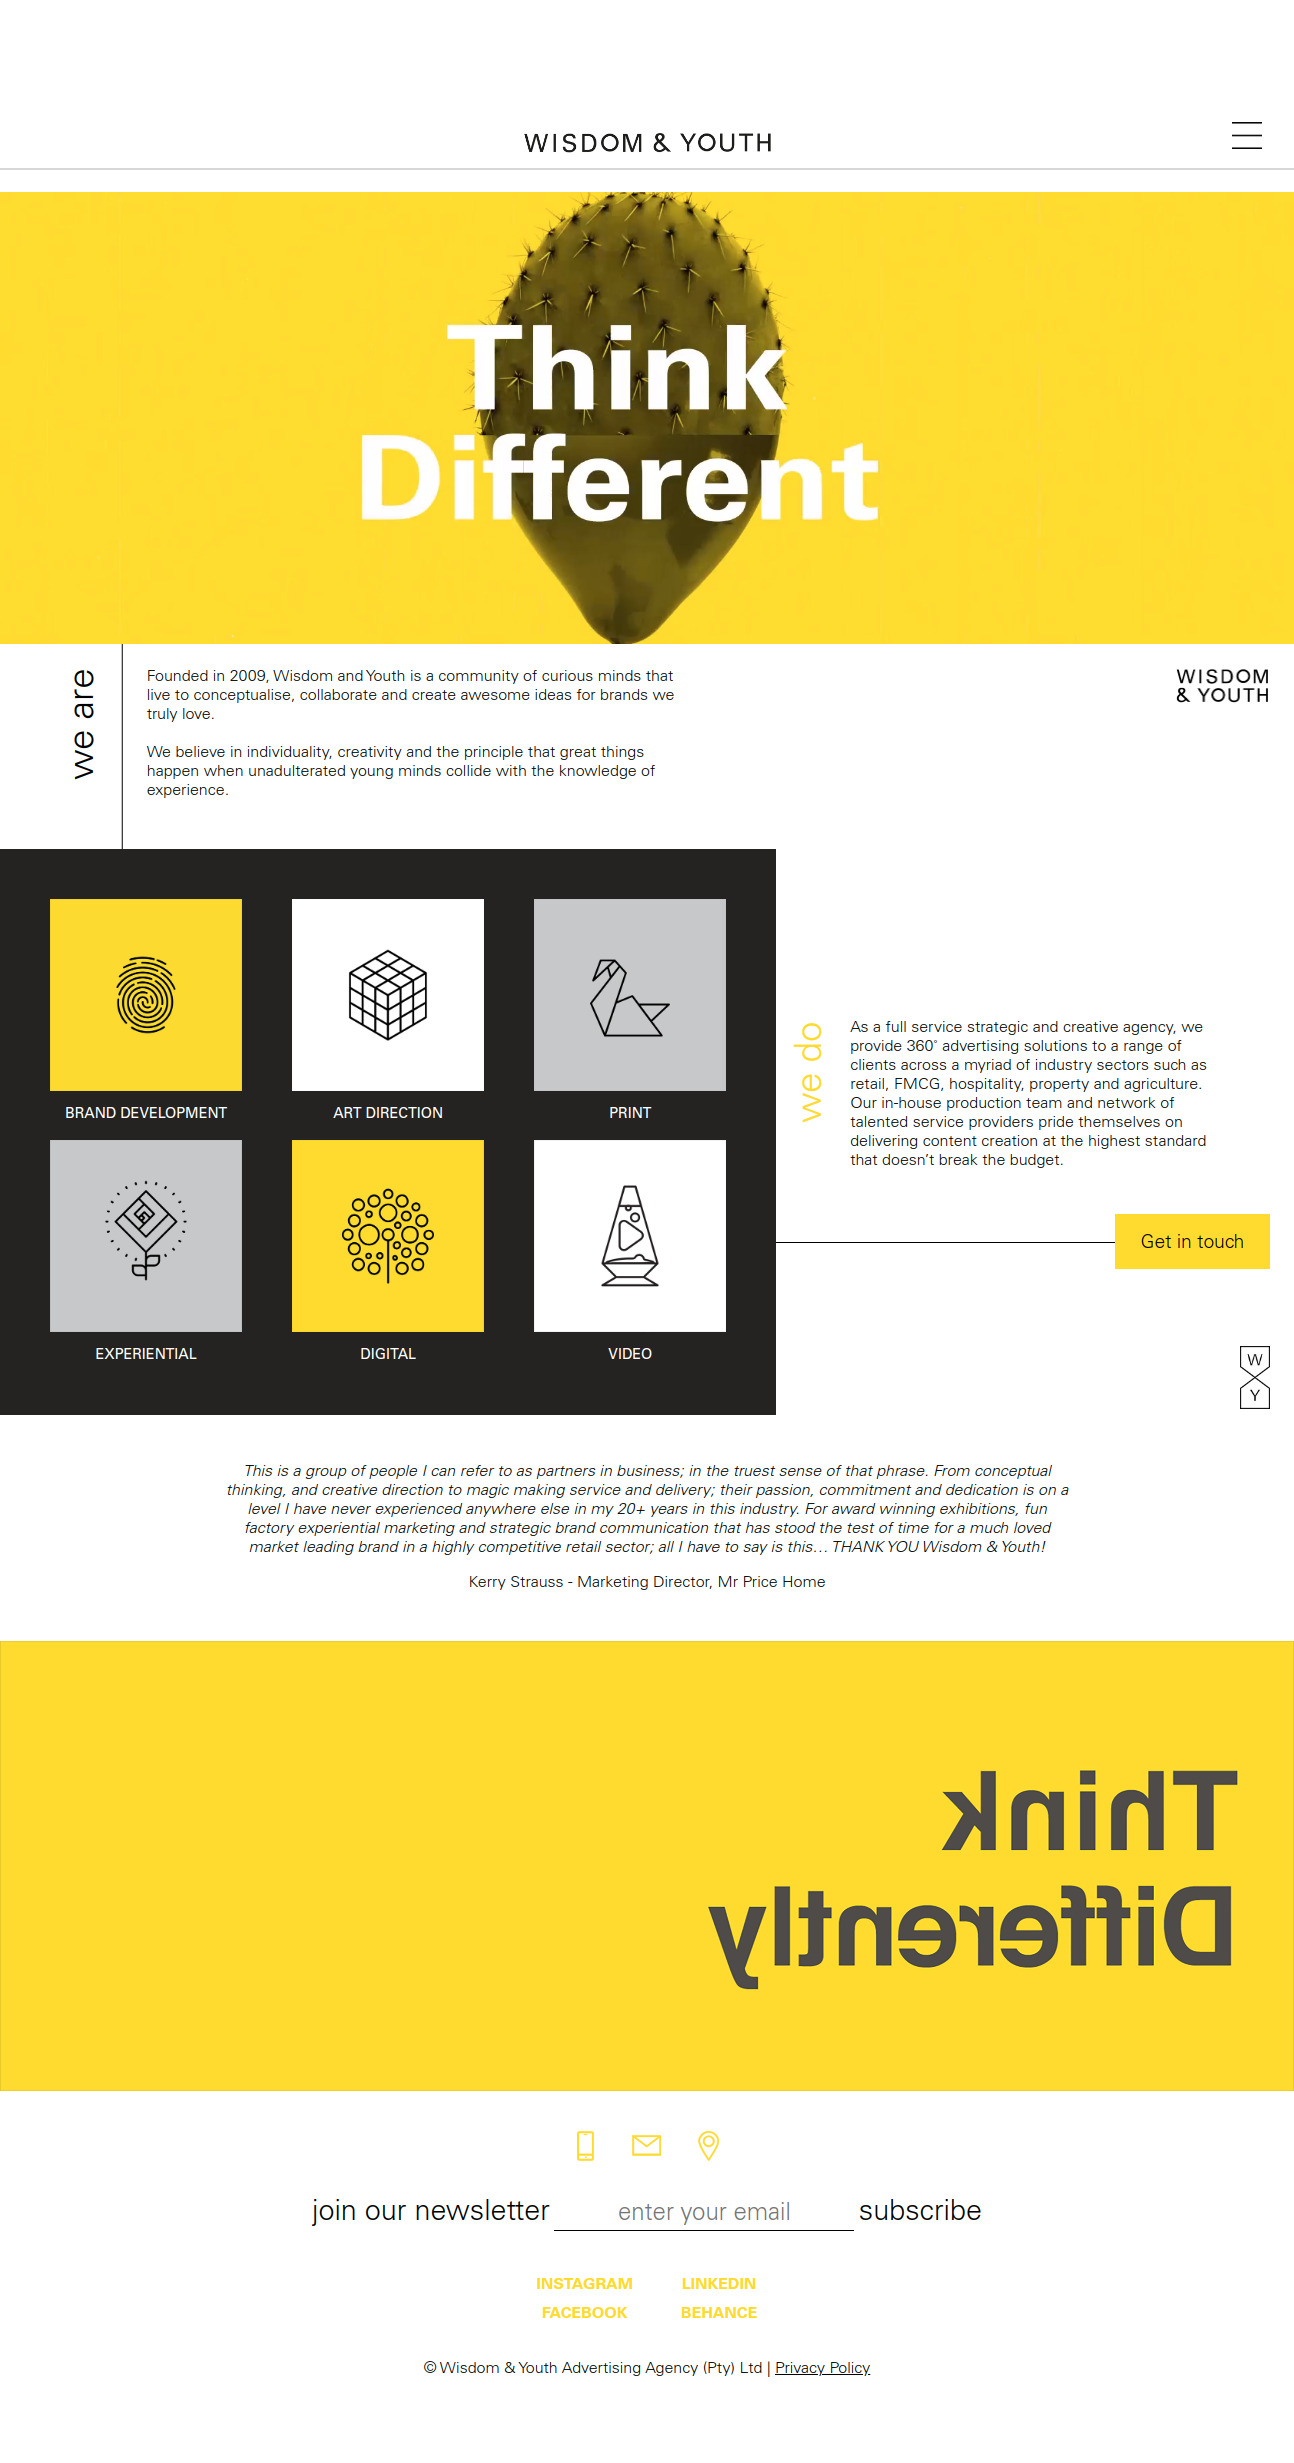 WISDOM & YOUTH
Think
Different
we are
Founded in 2009, Wisdom and Youth is a community of curious minds that
live to conceptualise, collaborate and create awesome ideas for brands we
truly love.
We believe in individuality, creativity and the principle that great things
happen when unadulterated young minds collide with the knowledge of
experience.
WISDOM
& YOUTH
BRAND DEVELOPMENT
ART DIRECTION
PRINT
EXPERIENTIAL
DIGITAL
VIDEO
we do
As a full service strategic and creative agency, we
provide 360° advertising solutions to a range of
clients across a myriad of industry sectors such as
retail, FMCG, hospitality, property and agriculture.
Our in-house production team and network of
talented service providers pride themselves on
delivering content creation at the highest standard
that doesn’t break the budget.
Get in touch
W
Y
This is a group of people I can refer to as partners in business; in the truest sense of that phrase. From conceptual
thinking, and creative direction to magic making service and delivery; their passion, commitment and dedication is on a
level I have never experienced anywhere else in my 20+ years in this industry. For award winning exhibitions, fun
factory experiential marketing and strategic brand communication that has stood the test of time for a much loved
market leading brand in a highly competitive retail sector; all I have to say is this… THANK YOU Wisdom & Youth!
Kerry Strauss - Marketing Director, Mr Price Home
Think
Differently
join our newsletter enter your email subscribe
INSTAGRAM LINKEDIN
FACEBOOK BEHANCE
© Wisdom & Youth Advertising Agency (Pty) Ltd | Privacy Policy